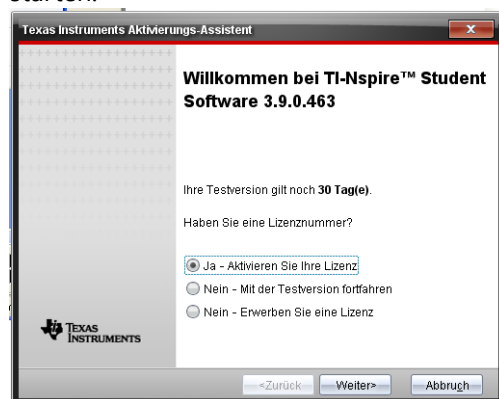 starten.
Texas Instruments Aktivierungs-Assistent
Willkommen bei TI-Nspire™ Student
Software 3.9.0.463
Ihre Testversion gilt noch 30 Tag(e).
Haben Sie eine Lizenznummer?
Ja - Aktivieren Sie Ihre Lizenz
Nein - Mit der Testversion fortfahren
Nein - Erwerben Sie eine Lizenz
TEXAS
INSTRUMENTS
<Zurück Weiter> Abbruch